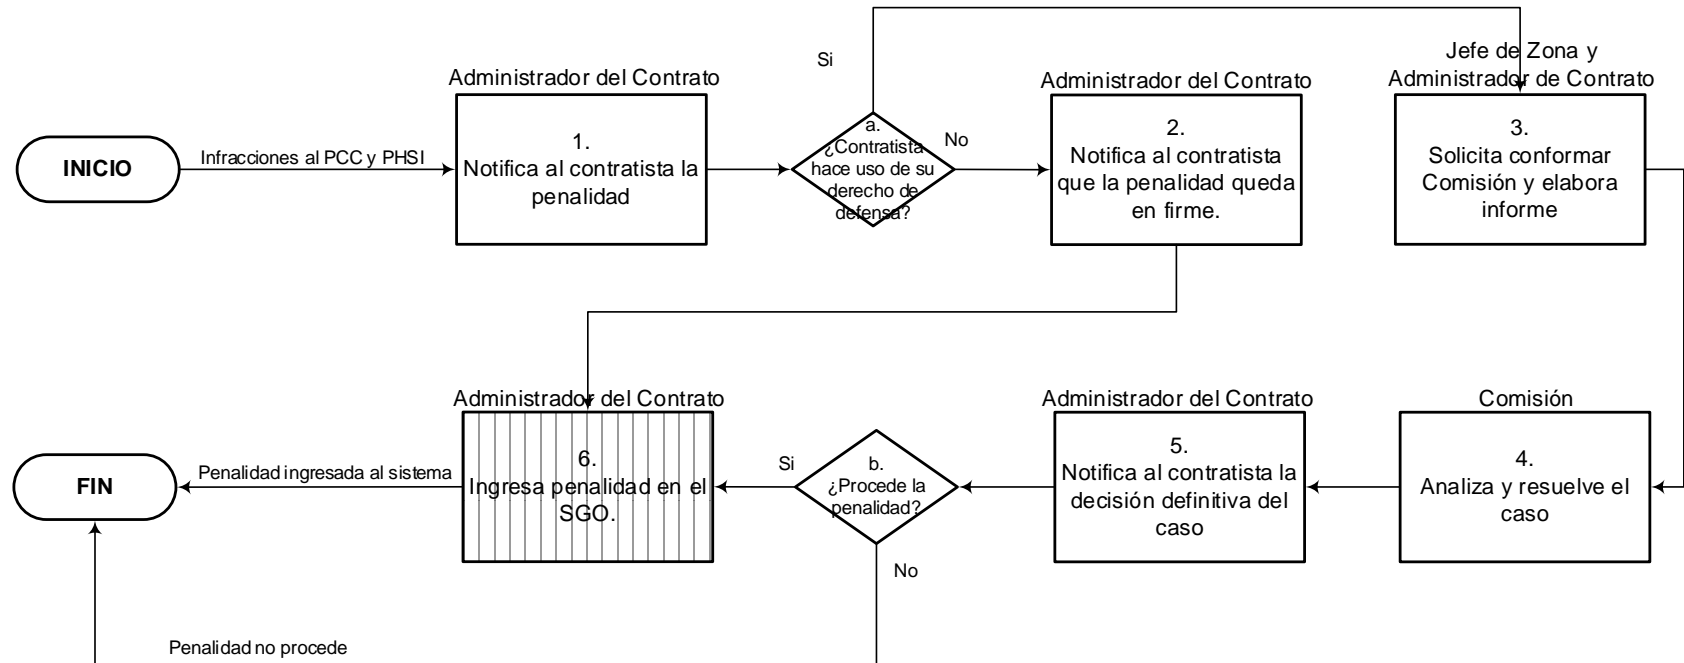 INICIO
Infracciones al PCC y PHSI
Administrador del Contrato
1.
Notifica al contratista la
penalidad
Si
a.
¿Contratista
hace uso de su
derecho de
defensa?
No
Administrador del Contrato
2.
Notifica al contratista
que la penalidad queda
en firme.
Jefe de Zona y
Administrador de Contrato
3.
Solicita conformar
Comisión y elabora
informe
Comisión
4.
Analiza y resuelve el
caso
Administrador del Contrato
5.
Notifica al contratista la
decisión definitiva del
caso
b.
¿Procede la
penalidad?
Si
No
Administrador del Contrato
6.
Ingresa penalidad en el
SGO.
Penalidad ingresada al sistema
FIN
Penalidad no procede